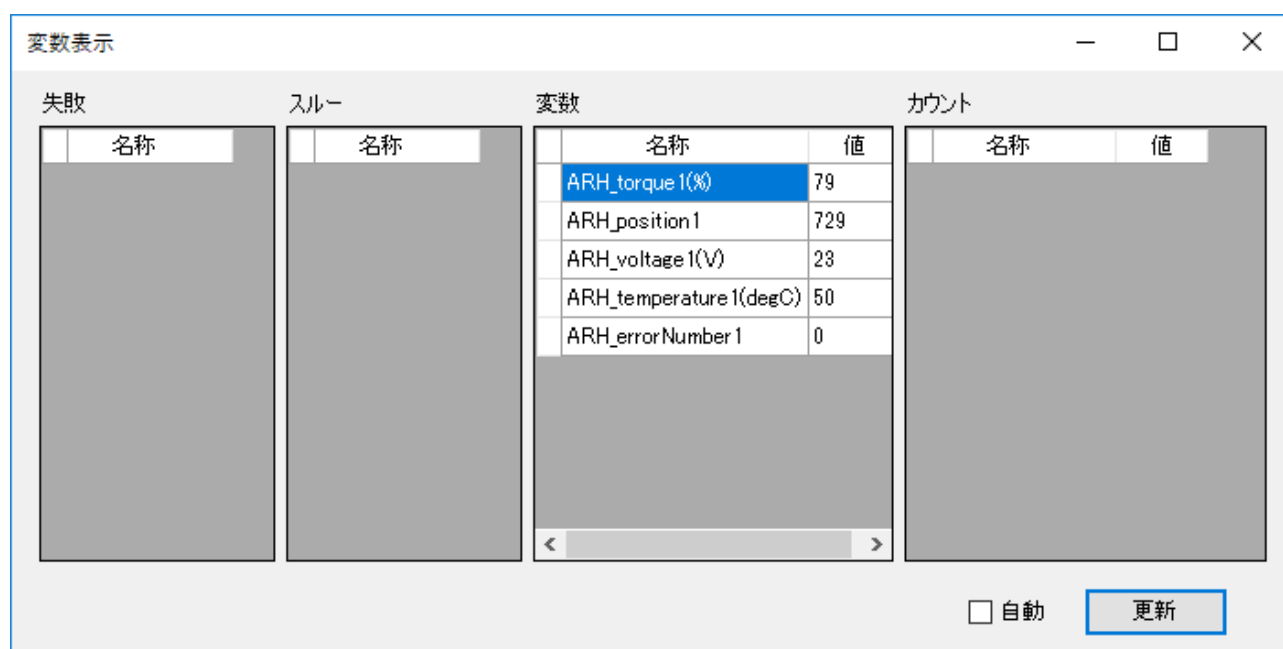 変数表示
失敗 スルー 変数 カウント
名称 名称 名称 値 名称 値
ARH_torque1(%) 79
ARH_position1 729
ARH_voltage1(V) 23
ARH_temperature1(degC) 50
ARH_errorNumber1 0
自動 更新